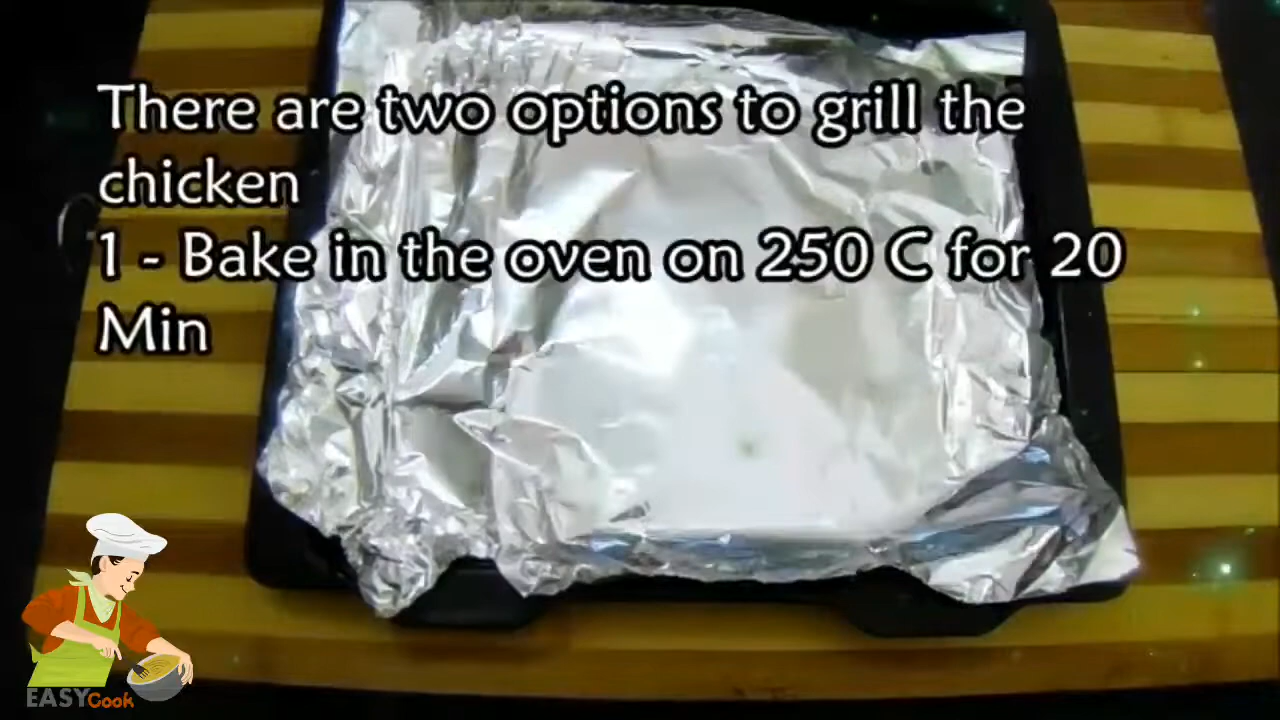 There are two options to grill the
chicken
1 - Bake in the oven on 250 C for 20
Min
EASYCook